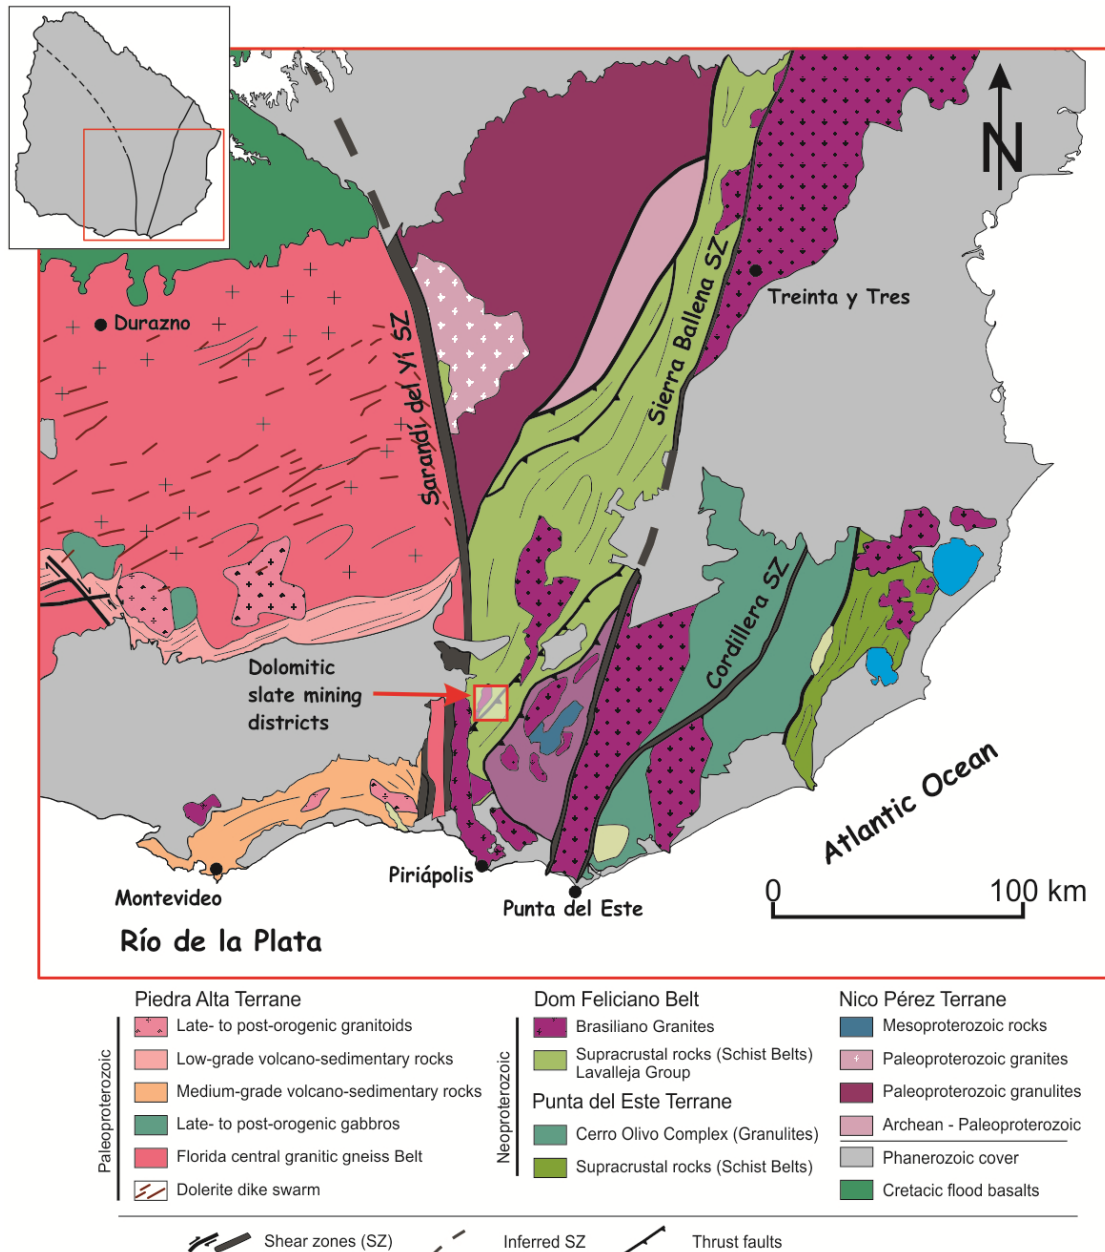 N
Durazno
Treinta y Tres
Sarandí del Yí SZ
Sierra Ballena SZ
Cordillera SZ
Dolomitic
slate mining
districts
Atlantic Ocean
Montevideo
Piriápolis
Punta del Este
Río de la Plata
0 100 km
Piedra Alta Terrane
Paleoproterozoic
Late- to post-orogenic granitoids
Low-grade volcano-sedimentary rocks
Medium-grade volcano-sedimentary rocks
Late- to post-orogenic gabbros
Florida central granitic gneiss Belt
Dolerite dike swarm
Neoproterozoic
Dom Feliciano Belt
Brasiliano Granites
Supracrustal rocks (Schist Belts)
Lavalleja Group
Punta del Este Terrane
Cerro Olivo Complex (Granulites)
Supracrustal rocks (Schist Belts)
Nico Pérez Terrane
Mesoproterozoic rocks
Paleoproterozoic granites
Paleoproterozoic granulites
Archean - Paleoproterozoic
Phanerozoic cover
Cretacic flood basalts
Shear zones (SZ)
Inferred SZ
Thrust faults